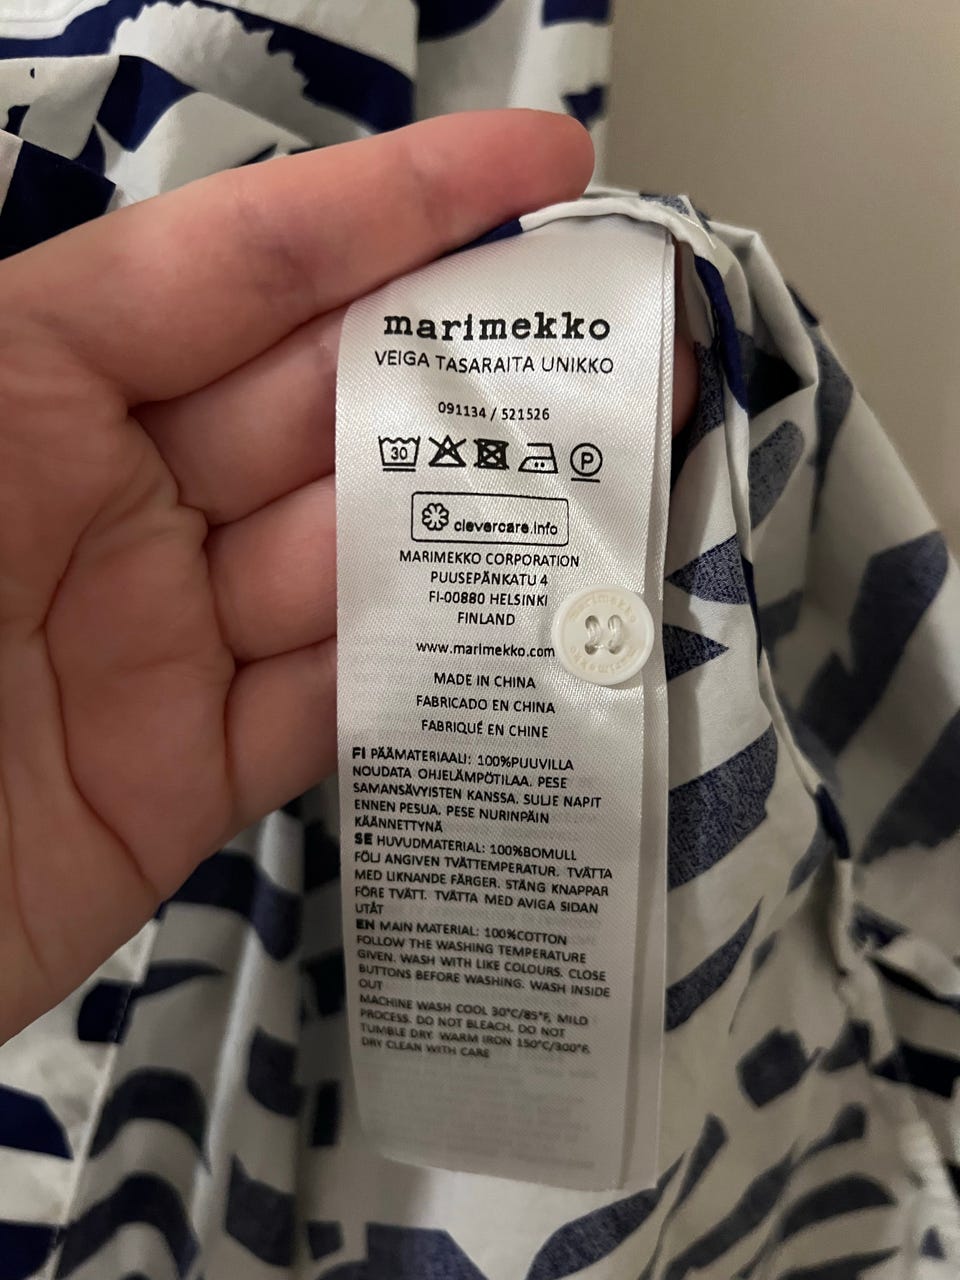 marimekko
VEIGA TASARAITA UNIKKO
091134 / 521526
30
P
clevercare.info
MARIMEKKO CORPORATION
PUUSEPÄNKATU 4
FI-00880 HELSINKI
FINLAND
www.marimekko.com
marimekko
marimekko
MADE IN CHINA
FABRICADO EN CHINA
FABRIQUÉ EN CHINE
FI PÄÄMATERIAALI: 100%PUUVILLA
NOUDATA OHJELÄMPÖTILAA. PESE
SAMANSÄVYISTEN KANSSA. SULJE NAPIT
ENNEN PESUA. PESE NURINPÄIN
KÄÄNNETTYNÄ
SE HUVUDMATERIAL: 100%BOMULL
FÖLJ ANGIVEN TVÄTTEMPERATUR. TVÄTTA
MED LIKNANDE FÄRGER. STÄNG KNAPPAR
FÖRE TVÄTT. TVÄTTA MED AVIGA SIDAN
UTÅT
EN MAIN MATERIAL: 100%COTTON
FOLLOW THE WASHING TEMPERATURE
GIVEN. WASH WITH LIKE COLOURS. CLOSE
BUTTONS BEFORE WASHING. WASH INSIDE
OUT
MACHINE WASH COOL 30°C/85°F, MILD
PROCESS. DO NOT BLEACH. DO NOT
TUMBLE DRY. WARM IRON 150°C/300°F.
DRY CLEAN WITH CARE